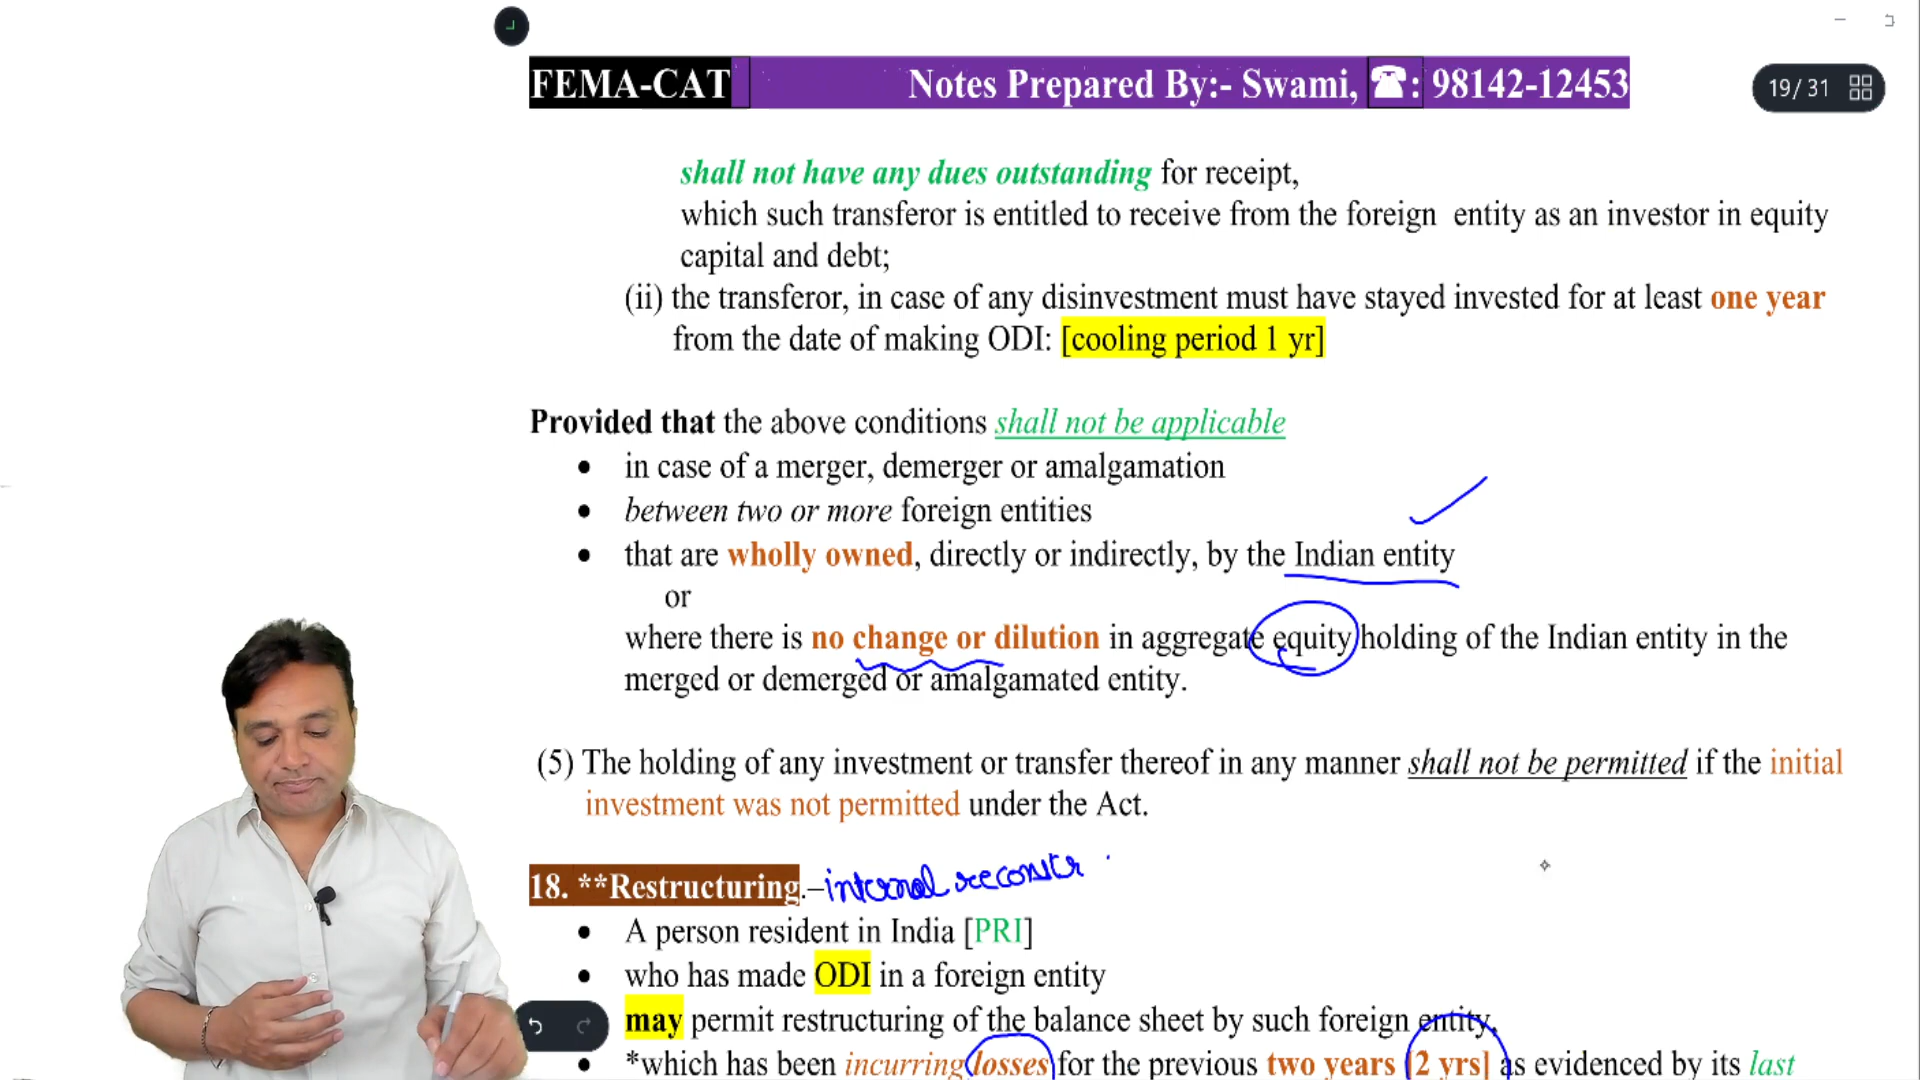 FEMA-CAT Notes Prepared By:- Swami, ☎: 98142-12453
19/ 31
shall not have any dues outstanding for receipt,
which such transferor is entitled to receive from the foreign entity as an investor in equity
capital and debt;
(ii) the transferor, in case of any disinvestment must have stayed invested for at least one year
from the date of making ODI: [cooling period 1 yr]
Provided that the above conditions shall not be applicable
• in case of a merger, demerger or amalgamation
• between two or more foreign entities
• that are wholly owned, directly or indirectly, by the Indian entity
or
where there is no change or dilution in aggregate equity holding of the Indian entity in the
merged or demerged or amalgamated entity.
(5) The holding of any investment or transfer thereof in any manner shall not be permitted if the initial
investment was not permitted under the Act.
18. **Restructuring.–internal reconstr
• A person resident in India [PRI]
• who has made ODI in a foreign entity
may permit restructuring of the balance sheet by such foreign entity,
• *which has been incurring losses for the previous two years [2 yrs] as evidenced by its last